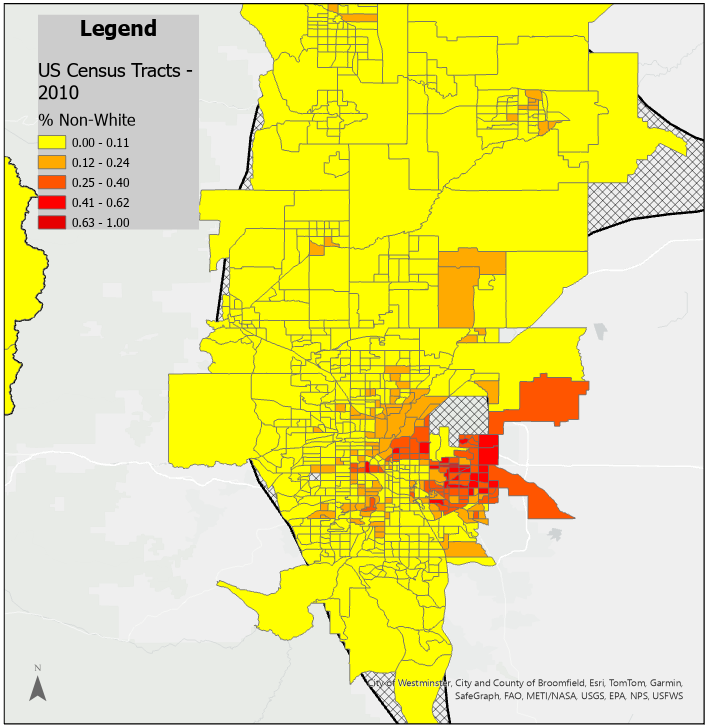 Legend
US Census Tracts -
2010
% Non-White
0.00 - 0.11
0.12 - 0.24
0.25 - 0.40
0.41 - 0.62
0.63 - 1.00
N
City of Westminster, City and County of Broomfield, Esri, TomTom, Garmin,
SafeGraph, FAO, METI/NASA, USGS, EPA, NPS, USFWS